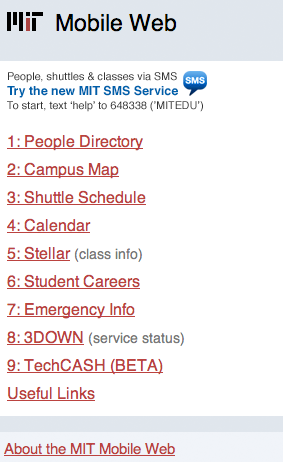 MIT Mobile Web
People, shuttles & classes via SMS
SMS
Try the new MIT SMS Service
To start, text 'help' to 648338 ('MITEDU')
1: People Directory
2: Campus Map
3: Shuttle Schedule
4: Calendar
5: Stellar (class info)
6: Student Careers
7: Emergency Info
8: 3DOWN (service status)
9: TechCASH (BETA)
Useful Links
About the MIT Mobile Web